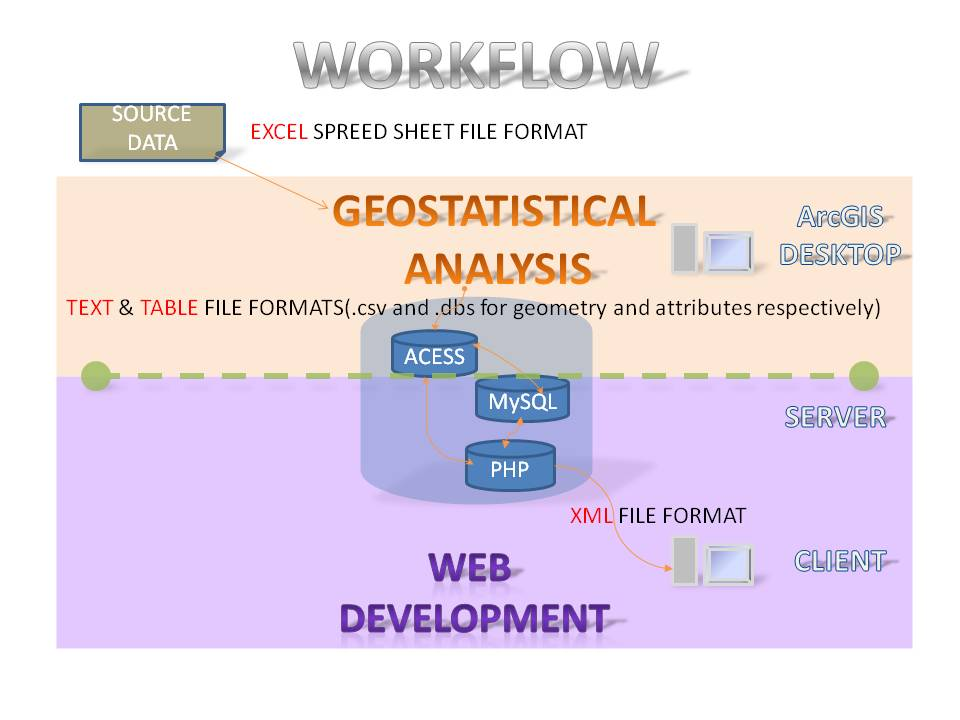 WORKFLOW
SOURCE
DATA
EXCEL SPREED SHEET FILE FORMAT
GEOSTATISTICAL
ANALYSIS
ArcGIS
DESKTOP
TEXT & TABLE FILE FORMATS(.csv and .dbs for geometry and attributes respectively)
ACESS
MySQL
SERVER
PHP
XML FILE FORMAT
CLIENT
WEB
DEVELOPMENT